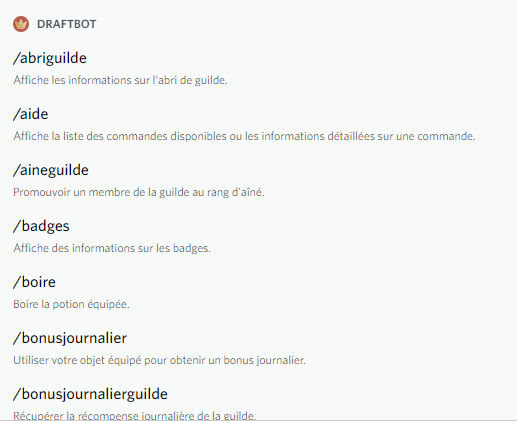 DRAFTBOT
/abriguilde
Affiche les informations sur l'abri de guilde.
/aide
Affiche la liste des commandes disponibles ou les informations détaillées sur une commande.
/aineguilde
Promouvoir un membre de la guilde au rang d'aîné.
/badges
Affiche des informations sur les badges.
/boire
Boire la potion équipée.
/bonusjournalier
Utiliser votre objet équipé pour obtenir un bonus journalier.
/bonusjournalierguilde
Récupérer la récompense journalière de la guilde.